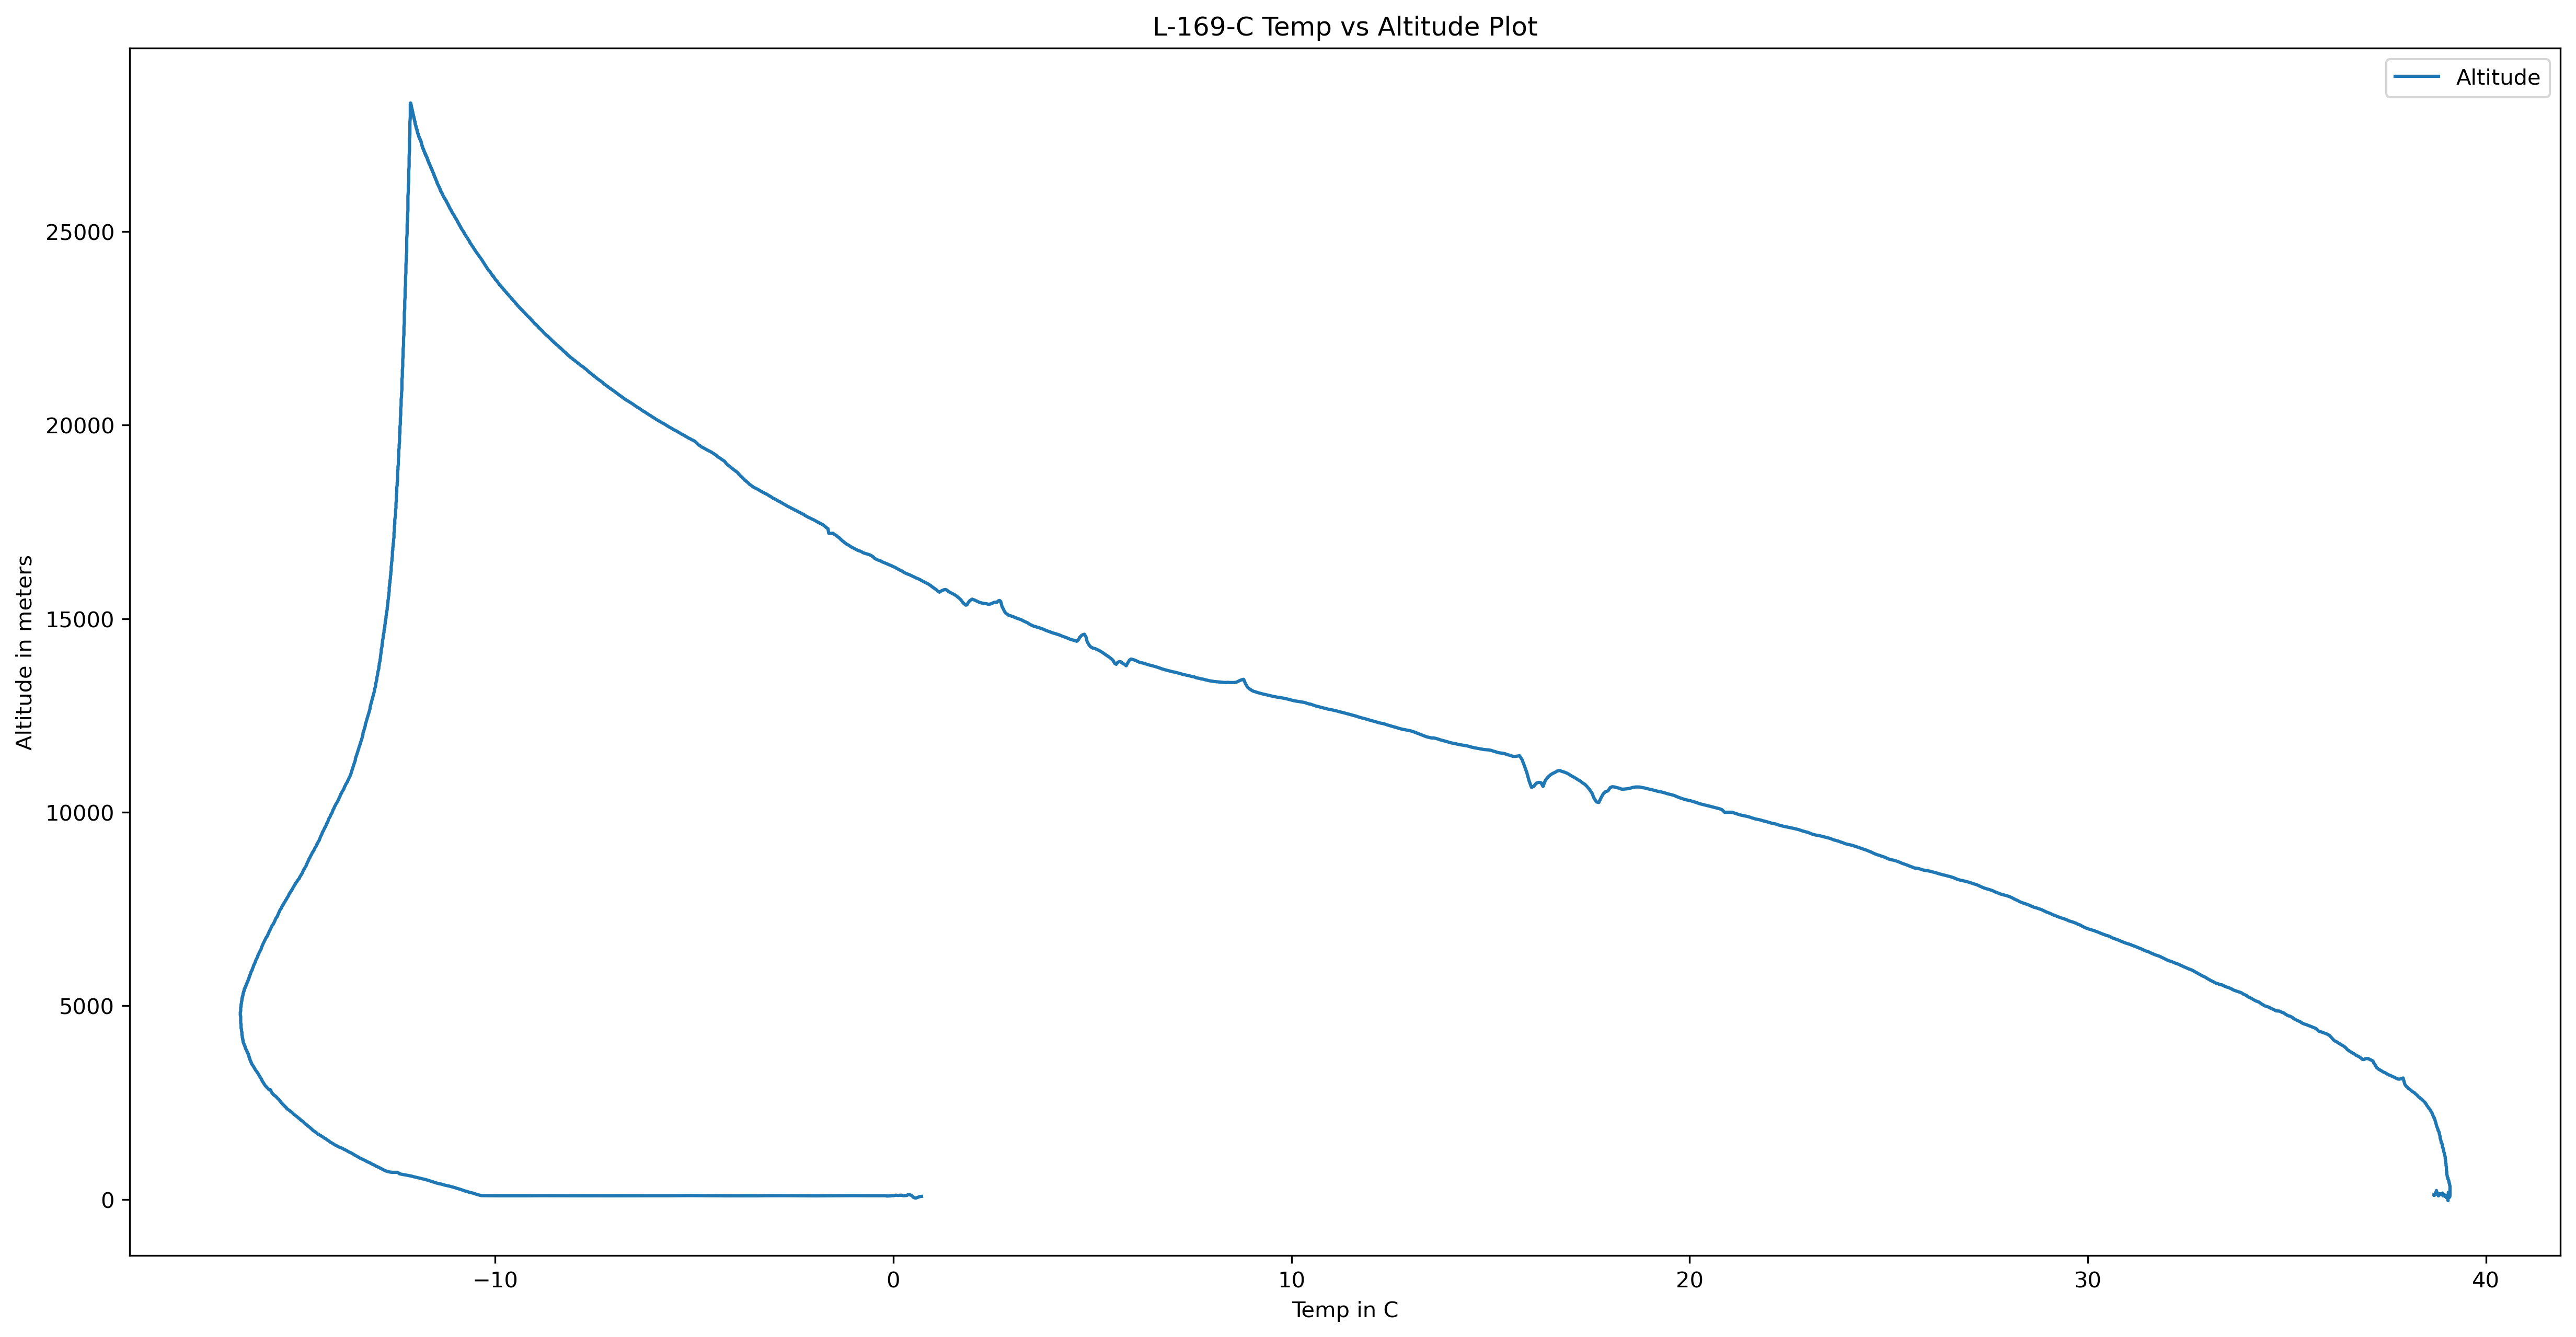 L-169-C Temp vs Altitude Plot
Altitude
25000
20000
15000
10000
5000
0
Altitude in meters
−10 0 10 20 30 40
Temp in C